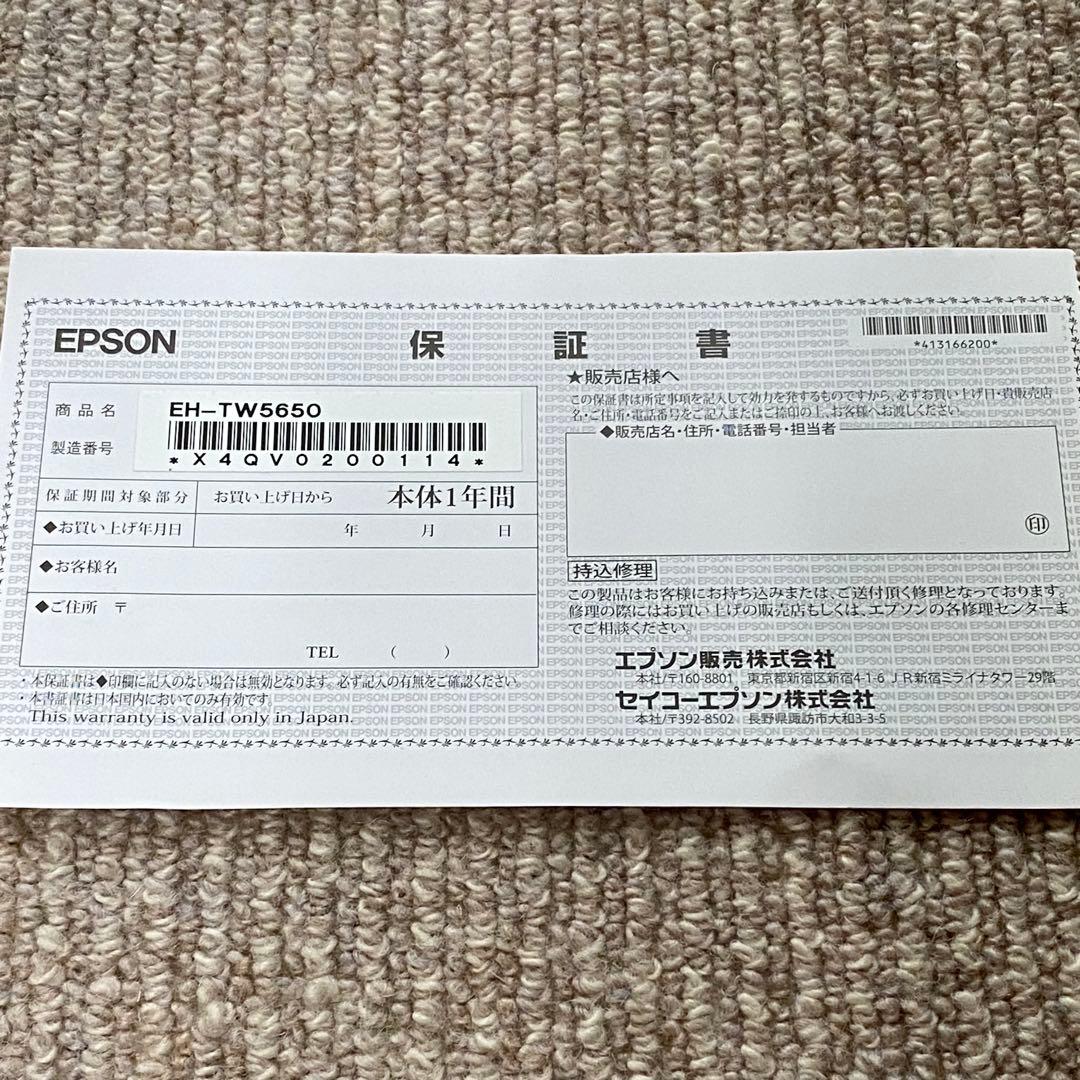 EPSON 保証書
*413166200*
商品名 EH-TW5650
製造番号 *X4QV0200114*
保証期間対象部分 お買い上げ日から 本体1年間
◆お買い上げ年月日 年 月 日
◆お客様名
◆ご住所 〒
TEL ( )
・本保証書は◆印欄に記入のない場合は無効となります。必ず記入の有無をご確認ください。
・本書証書は日本国内においてのみ有効です。
This warranty is valid only in Japan.
★販売店様へ
この保証書は所定事項を記入して効力を発するものですから、必ずお買い上げ日・貴販売店
名・ご住所・電話番号をご記入またはご捺印の上、お客様へお渡しください。
◆販売店名・住所・電話番号・担当者
印
持込修理
この製品はお客様にお持ち込みまたは、ご送付頂く修理となっております。
修理の際にはお買い上げの販売店もしくは、エプソンの各修理センターま
でご相談ください。
エプソン販売株式会社
本社/〒160-8801 東京都新宿区新宿4-1-6 JR新宿ミライナタワー29階
セイコーエプソン株式会社
本社/〒392-8502 長野県諏訪市大和3-3-5